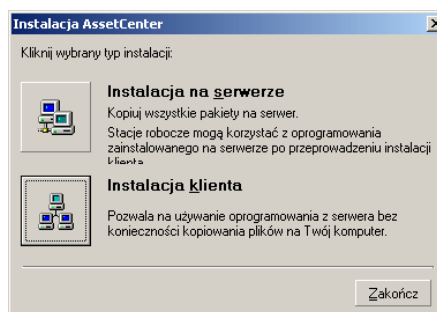 Instalacja AssetCenter
Kliknij wybrany typ instalacji:
Instalacja na serwerze
Kopiuj wszystkie pakiety na serwer.
Stacje robocze mogą korzystać z oprogramowania
zainstalowanego na serwerze po przeprowadzeniu instalacji
klienta
Instalacja klienta
Pozwala na używanie oprogramowania z serwera bez
konieczności kopiowania plików na Twój komputer.
Zakończ